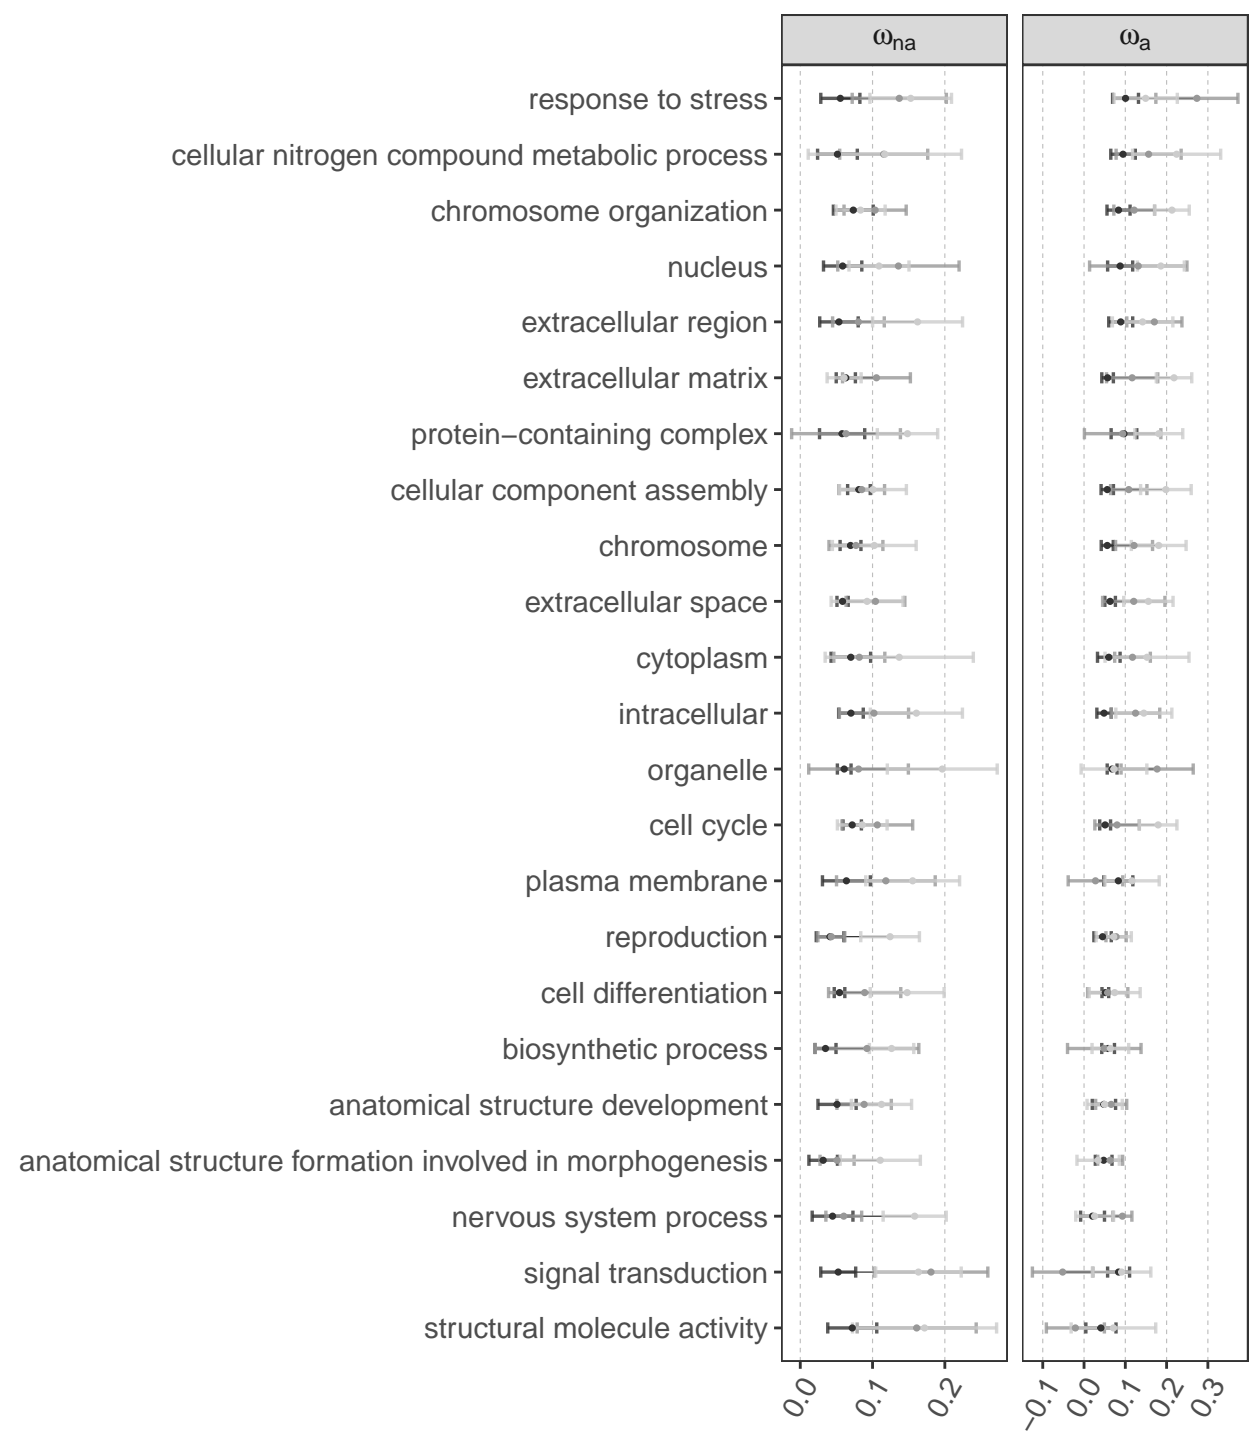 ωna ωa
response to stress
cellular nitrogen compound metabolic process
chromosome organization
nucleus
extracellular region
extracellular matrix
protein−containing complex
cellular component assembly
chromosome
extracellular space
cytoplasm
intracellular
organelle
cell cycle
plasma membrane
reproduction
cell differentiation
biosynthetic process
anatomical structure development
anatomical structure formation involved in morphogenesis
nervous system process
signal transduction
structural molecule activity
0.0 0.1 0.2 −0.1 0.0 0.1 0.2 0.3